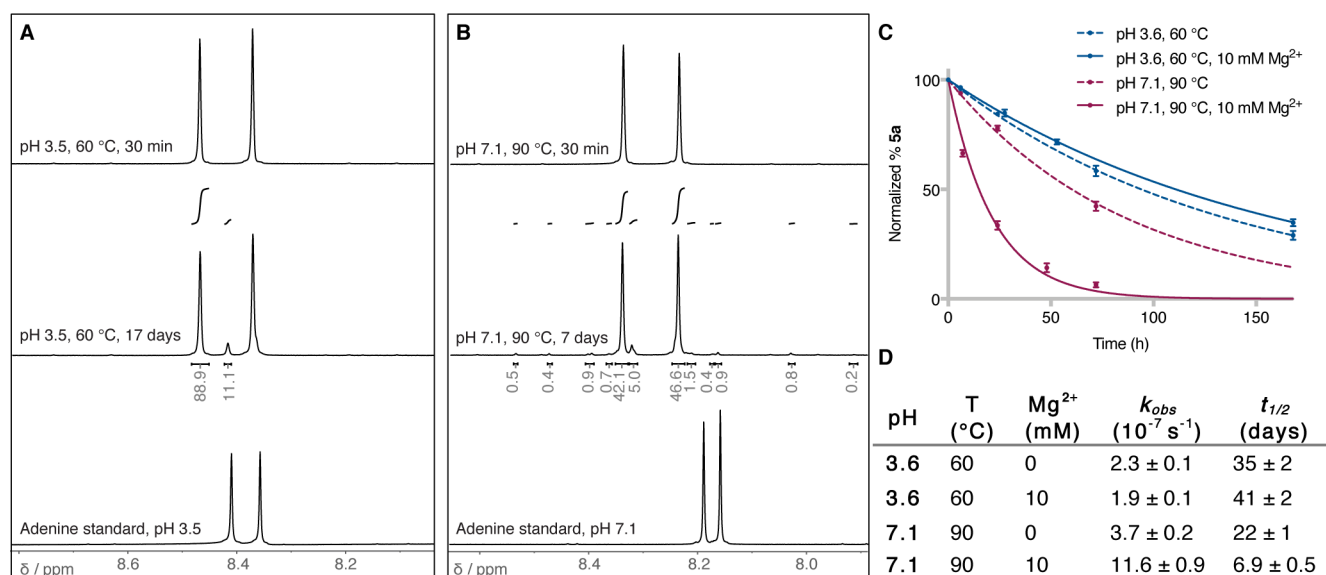 A
pH 3.5, 60 °C, 30 min
pH 3.5, 60 °C, 17 days
88.9
11.1
Adenine standard, pH 3.5
δ / ppm
8.6
8.4
8.2
B
pH 7.1, 90 °C, 30 min
pH 7.1, 90 °C, 7 days
0.5
0.4
0.9
0.7
42.1
5.0
46.6
1.5
0.4
0.9
0.8
0.2
Adenine standard, pH 7.1
δ / ppm
8.4
8.2
8.0
C
pH 3.6, 60 °C
pH 3.6, 60 °C, 10 mM Mg²⁺
pH 7.1, 90 °C
pH 7.1, 90 °C, 10 mM Mg²⁺
Normalized % 5a
100
50
0
0
50
100
150
Time (h)
D
pH T (°C) Mg²⁺ (mM) kobs (10⁻⁷ s⁻¹) t1/2 (days)
3.6 60 0 2.3 ± 0.1 35 ± 2
3.6 60 10 1.9 ± 0.1 41 ± 2
7.1 90 0 3.7 ± 0.2 22 ± 1
7.1 90 10 11.6 ± 0.9 6.9 ± 0.5